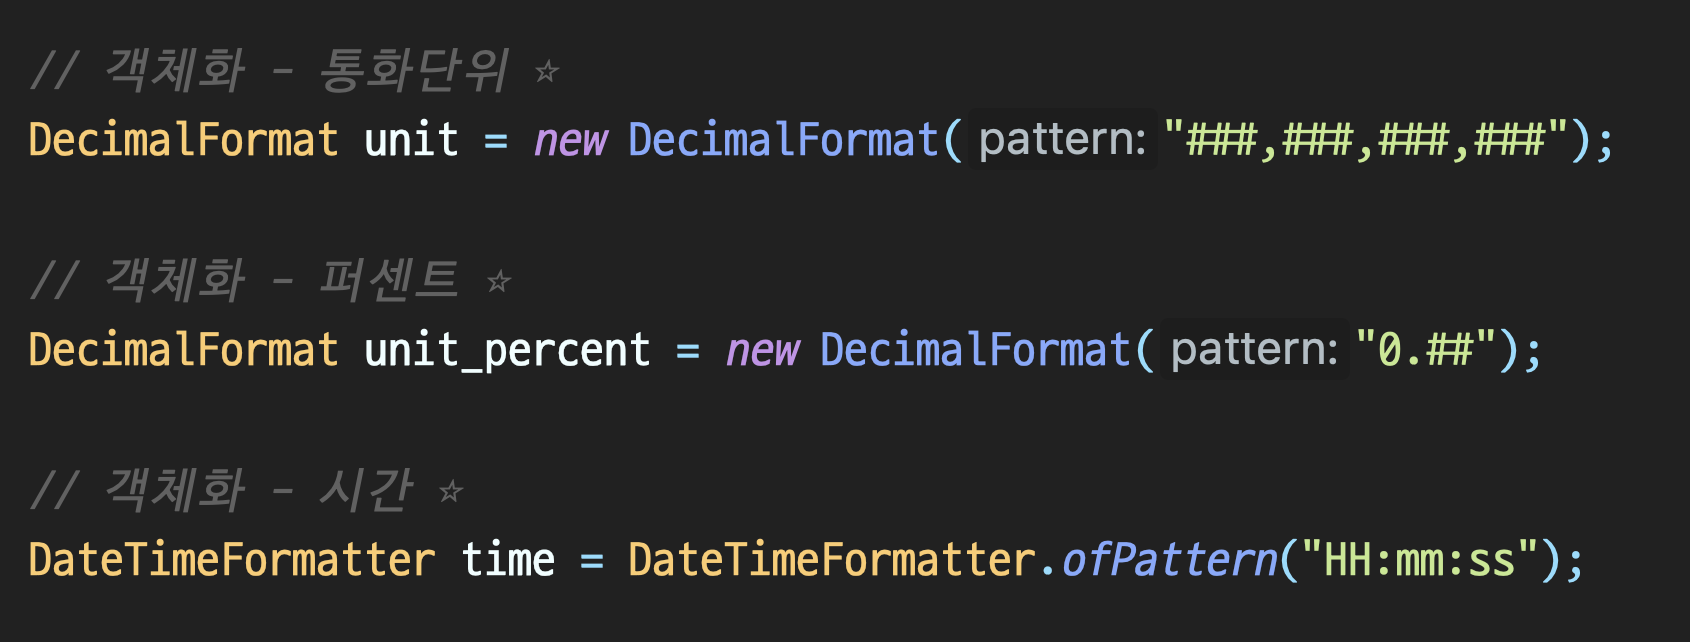 // 객체화 - 통화단위 ☆
DecimalFormat unit = new DecimalFormat( pattern: "###,###,###,###");
// 객체화 - 퍼센트 ☆
DecimalFormat unit_percent = new DecimalFormat( pattern: "0.##");
// 객체화 - 시간 ☆
DateTimeFormatter time = DateTimeFormatter.ofPattern("HH:mm:ss");